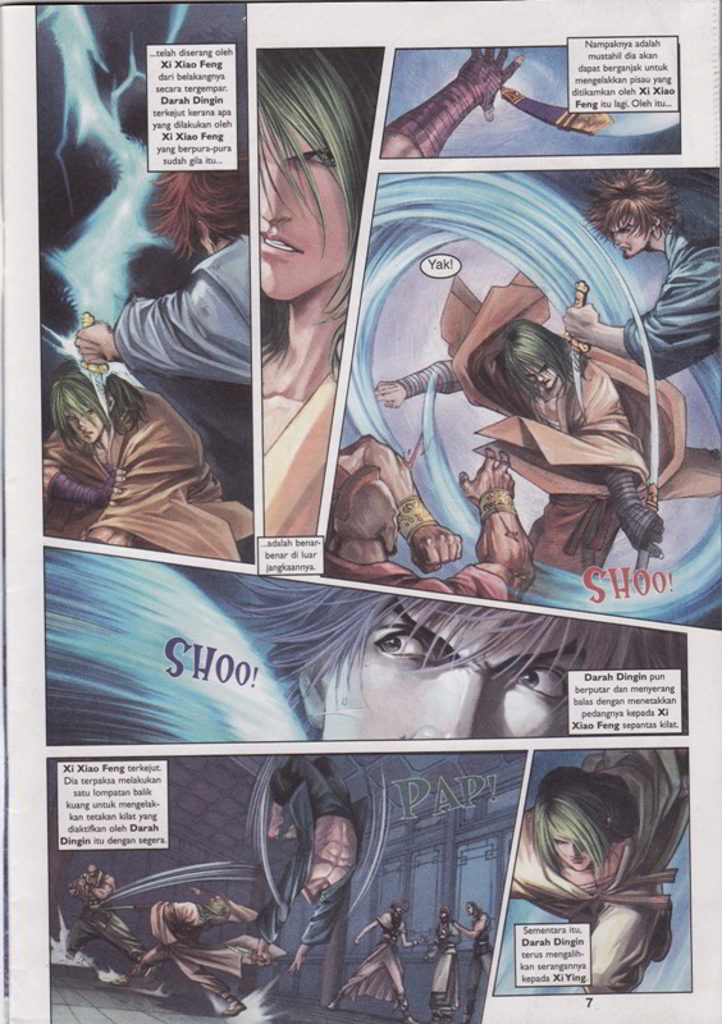 ...telah diserang oleh
Xi Xiao Feng
dari belakangnya
secara tergempar.
Darah Dingin
terkejut kerana apa
yang dilakukan oleh
Xi Xiao Feng
yang berpura-pura
sudah gila itu...
...adalah benar-
benar di luar
jangkaannya.
Nampaknya adalah
mustahil dia akan
dapat berganjak untuk
mengelakkan pisau yang
ditikamkan oleh Xi Xiao
Feng itu lagi. Oleh itu...
Yak!
SHOO!
SHOO!
Darah Dingin pun
berputar dan menyerang
balas dengan menetakkan
pedangnya kepada Xi
Xiao Feng sepantas kilat.
Xi Xiao Feng terkejut.
Dia terpaksa melakukan
satu lompatan balik
kuang untuk mengelak-
kan tetakan kilat yang
diaktifkan oleh Darah
Dingin itu dengan segera.
PAP!
Sementara itu,
Darah Dingin
terus mengalih-
kan serangannya
kepada Xi Ying.
7